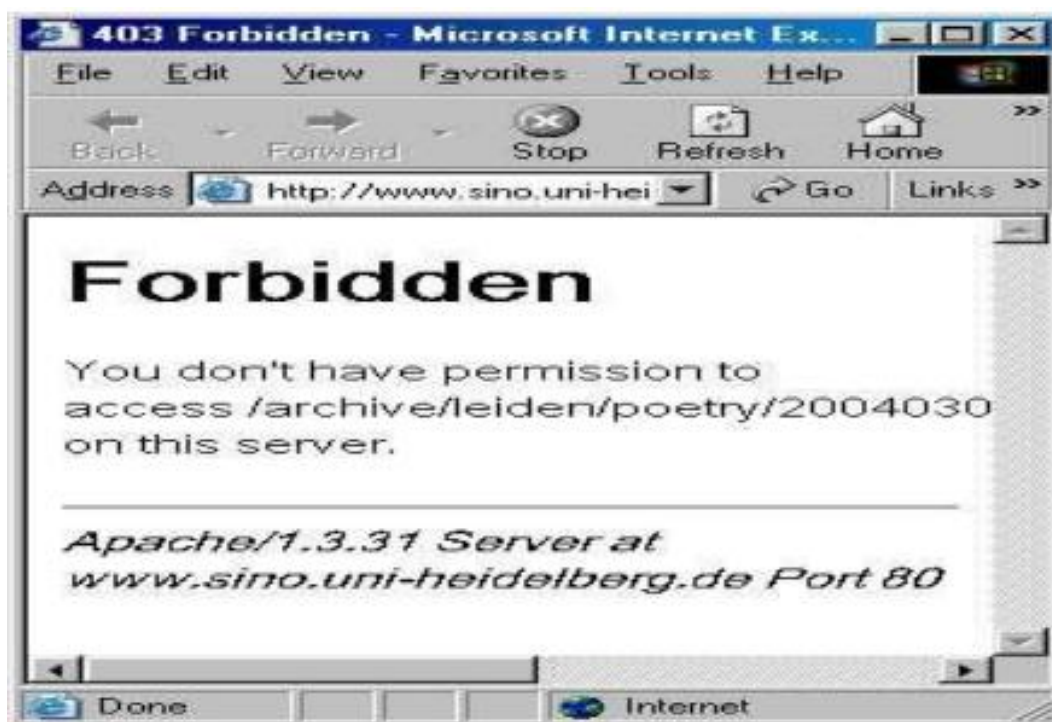 403 Forbidden - Microsoft Internet Ex...
File Edit View Favorites Tools Help
Back Forward Stop Refresh Home »
Address http://www.sino.uni-hei Go Links »
Forbidden
You don't have permission to
access /archive/leiden/poetry/2004030
on this server.
Apache/1.3.31 Server at
www.sino.uni-heidelberg.de Port 80
Done Internet